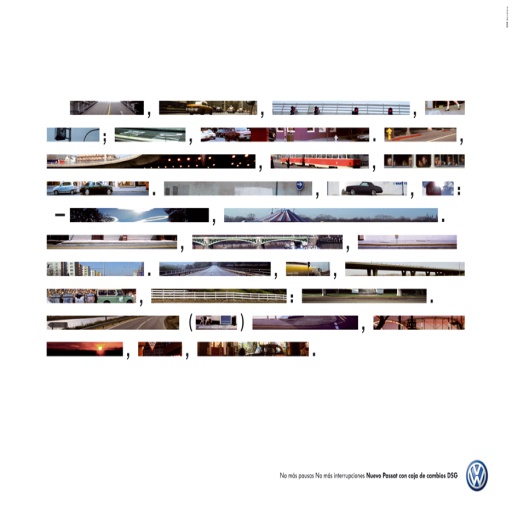 , , ,
; , . ,
, ,
. , , :
– , .
, ,
. , ,
, : .
( ) , ,
, , .
No más pausas No más interrupciones Nuevo Passat con caja de cambios DSG